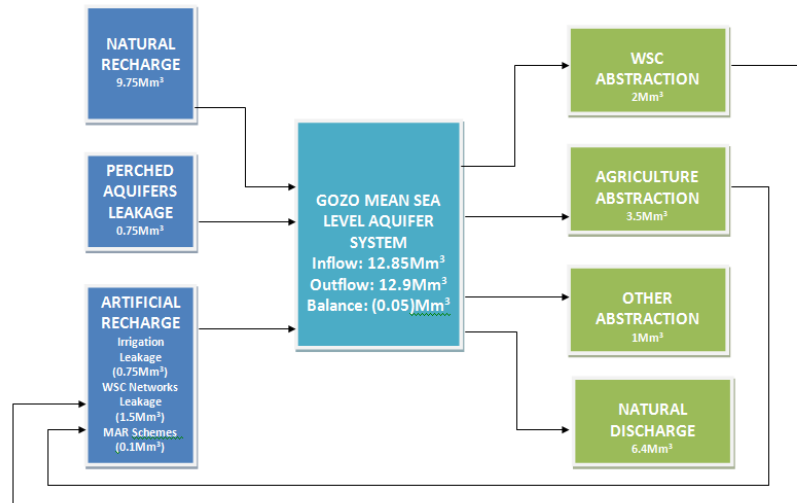 NATURAL
RECHARGE
9.75Mm³
PERCHED
AQUIFERS
LEAKAGE
0.75Mm³
ARTIFICIAL
RECHARGE
Irrigation
Leakage
(0.75Mm³)
WSC Networks
Leakage
(1.5Mm³)
MAR Schemes
(0.1Mm³)
GOZO MEAN SEA
LEVEL AQUIFER
SYSTEM
Inflow: 12.85Mm³
Outflow: 12.9Mm³
Balance: (0.05)Mm³
WSC
ABSTRACTION
2Mm³
AGRICULTURE
ABSTRACTION
3.5Mm³
OTHER
ABSTRACTION
1Mm³
NATURAL
DISCHARGE
6.4Mm³